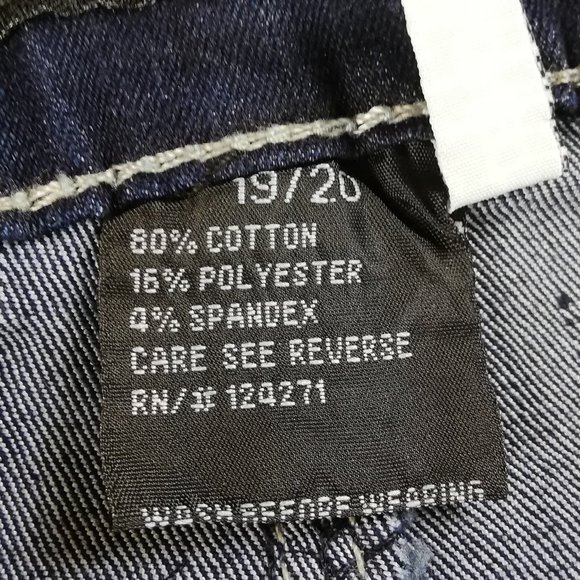 19/20
80% COTTON
16% POLYESTER
4% SPANDEX
CARE SEE REVERSE
RN/# 124271
WASH BEFORE WEARING